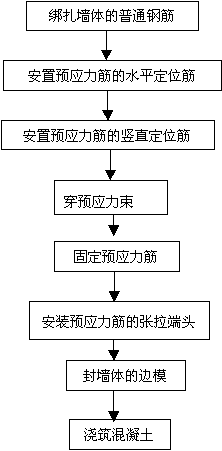 绑扎墙体的普通钢筋
安置预应力筋的水平定位筋
安置预应力筋的竖直定位筋
穿预应力束
固定预应力筋
安装预应力筋的张拉端头
封墙体的边模
浇筑混凝土